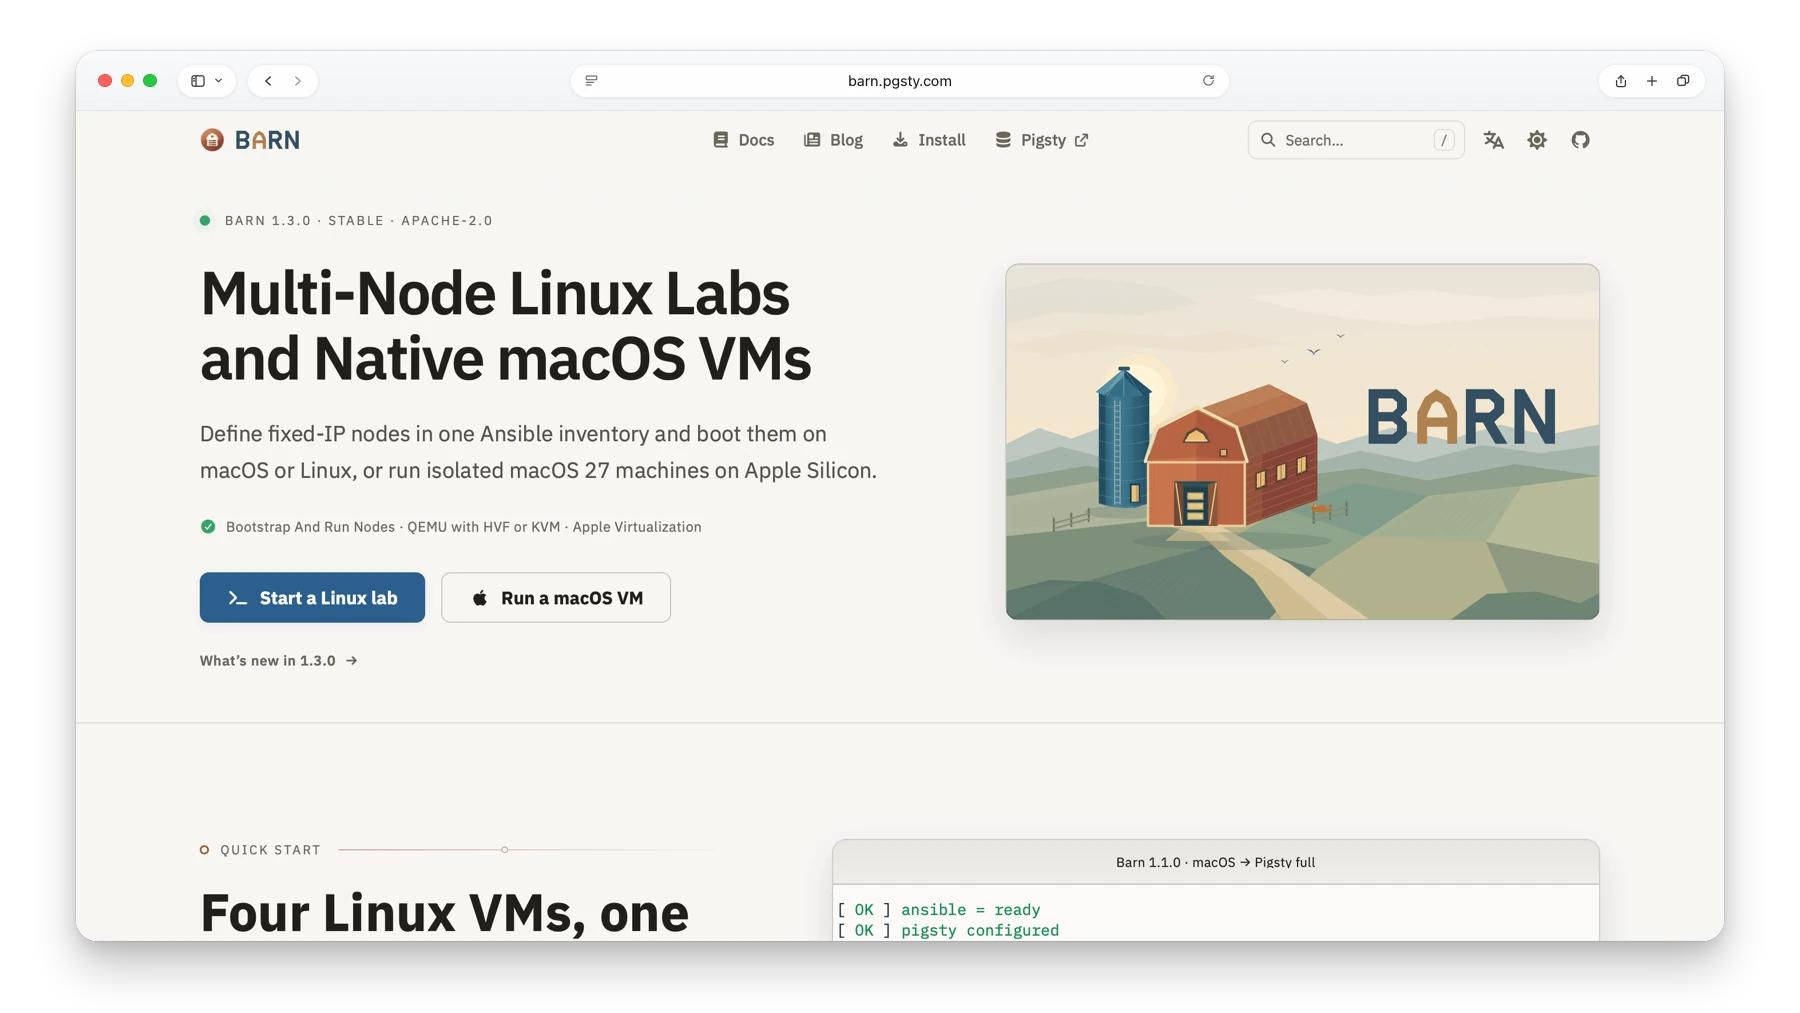 barn.pgsty.com
BARN
Docs
Blog
Install
Pigsty
Search...
/
BARN 1.3.0 · STABLE · APACHE-2.0
Multi-Node Linux Labs
and Native macOS VMs
Define fixed-IP nodes in one Ansible inventory and boot them on
macOS or Linux, or run isolated macOS 27 machines on Apple Silicon.
Bootstrap And Run Nodes · QEMU with HVF or KVM · Apple Virtualization
Start a Linux lab
Run a macOS VM
What's new in 1.3.0 →
BARN
QUICK START
Four Linux VMs, one
Barn 1.1.0 · macOS → Pigsty full
[ OK ] ansible = ready
[ OK ] pigsty configured